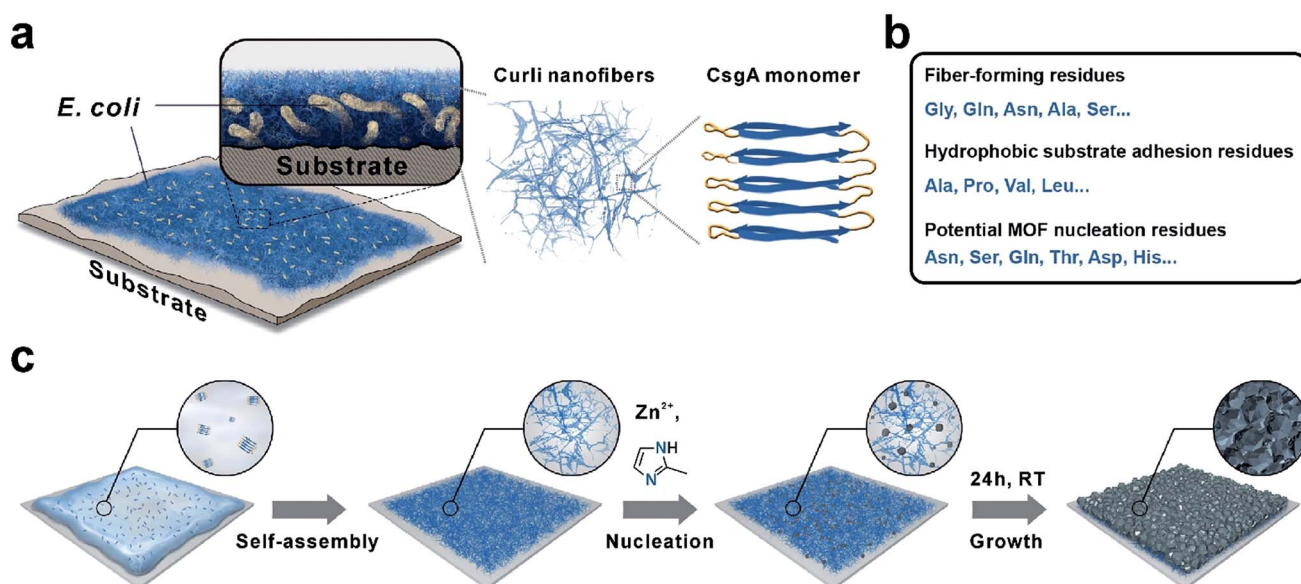 a
E. coli
Substrate
Substrate
Curli nanofibers
CsgA monomer
b
Fiber-forming residues
Gly, Gln, Asn, Ala, Ser...
Hydrophobic substrate adhesion residues
Ala, Pro, Val, Leu...
Potential MOF nucleation residues
Asn, Ser, Gln, Thr, Asp, His...
c
Self-assembly
Zn²⁺,
NH
N
Nucleation
24h, RT
Growth